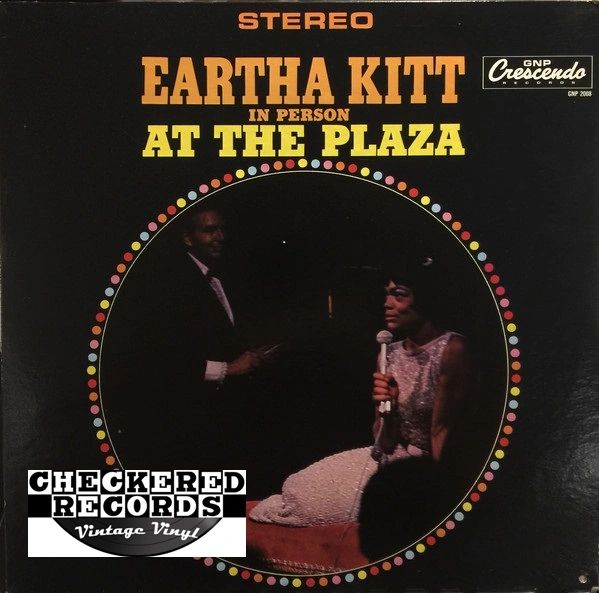 STEREO
EARTHA KITT
IN PERSON
AT THE PLAZA
GNP
Crescendo
RECORDS
GNP 2008
CHECKERED
RECORDS
Vintage Vinyl